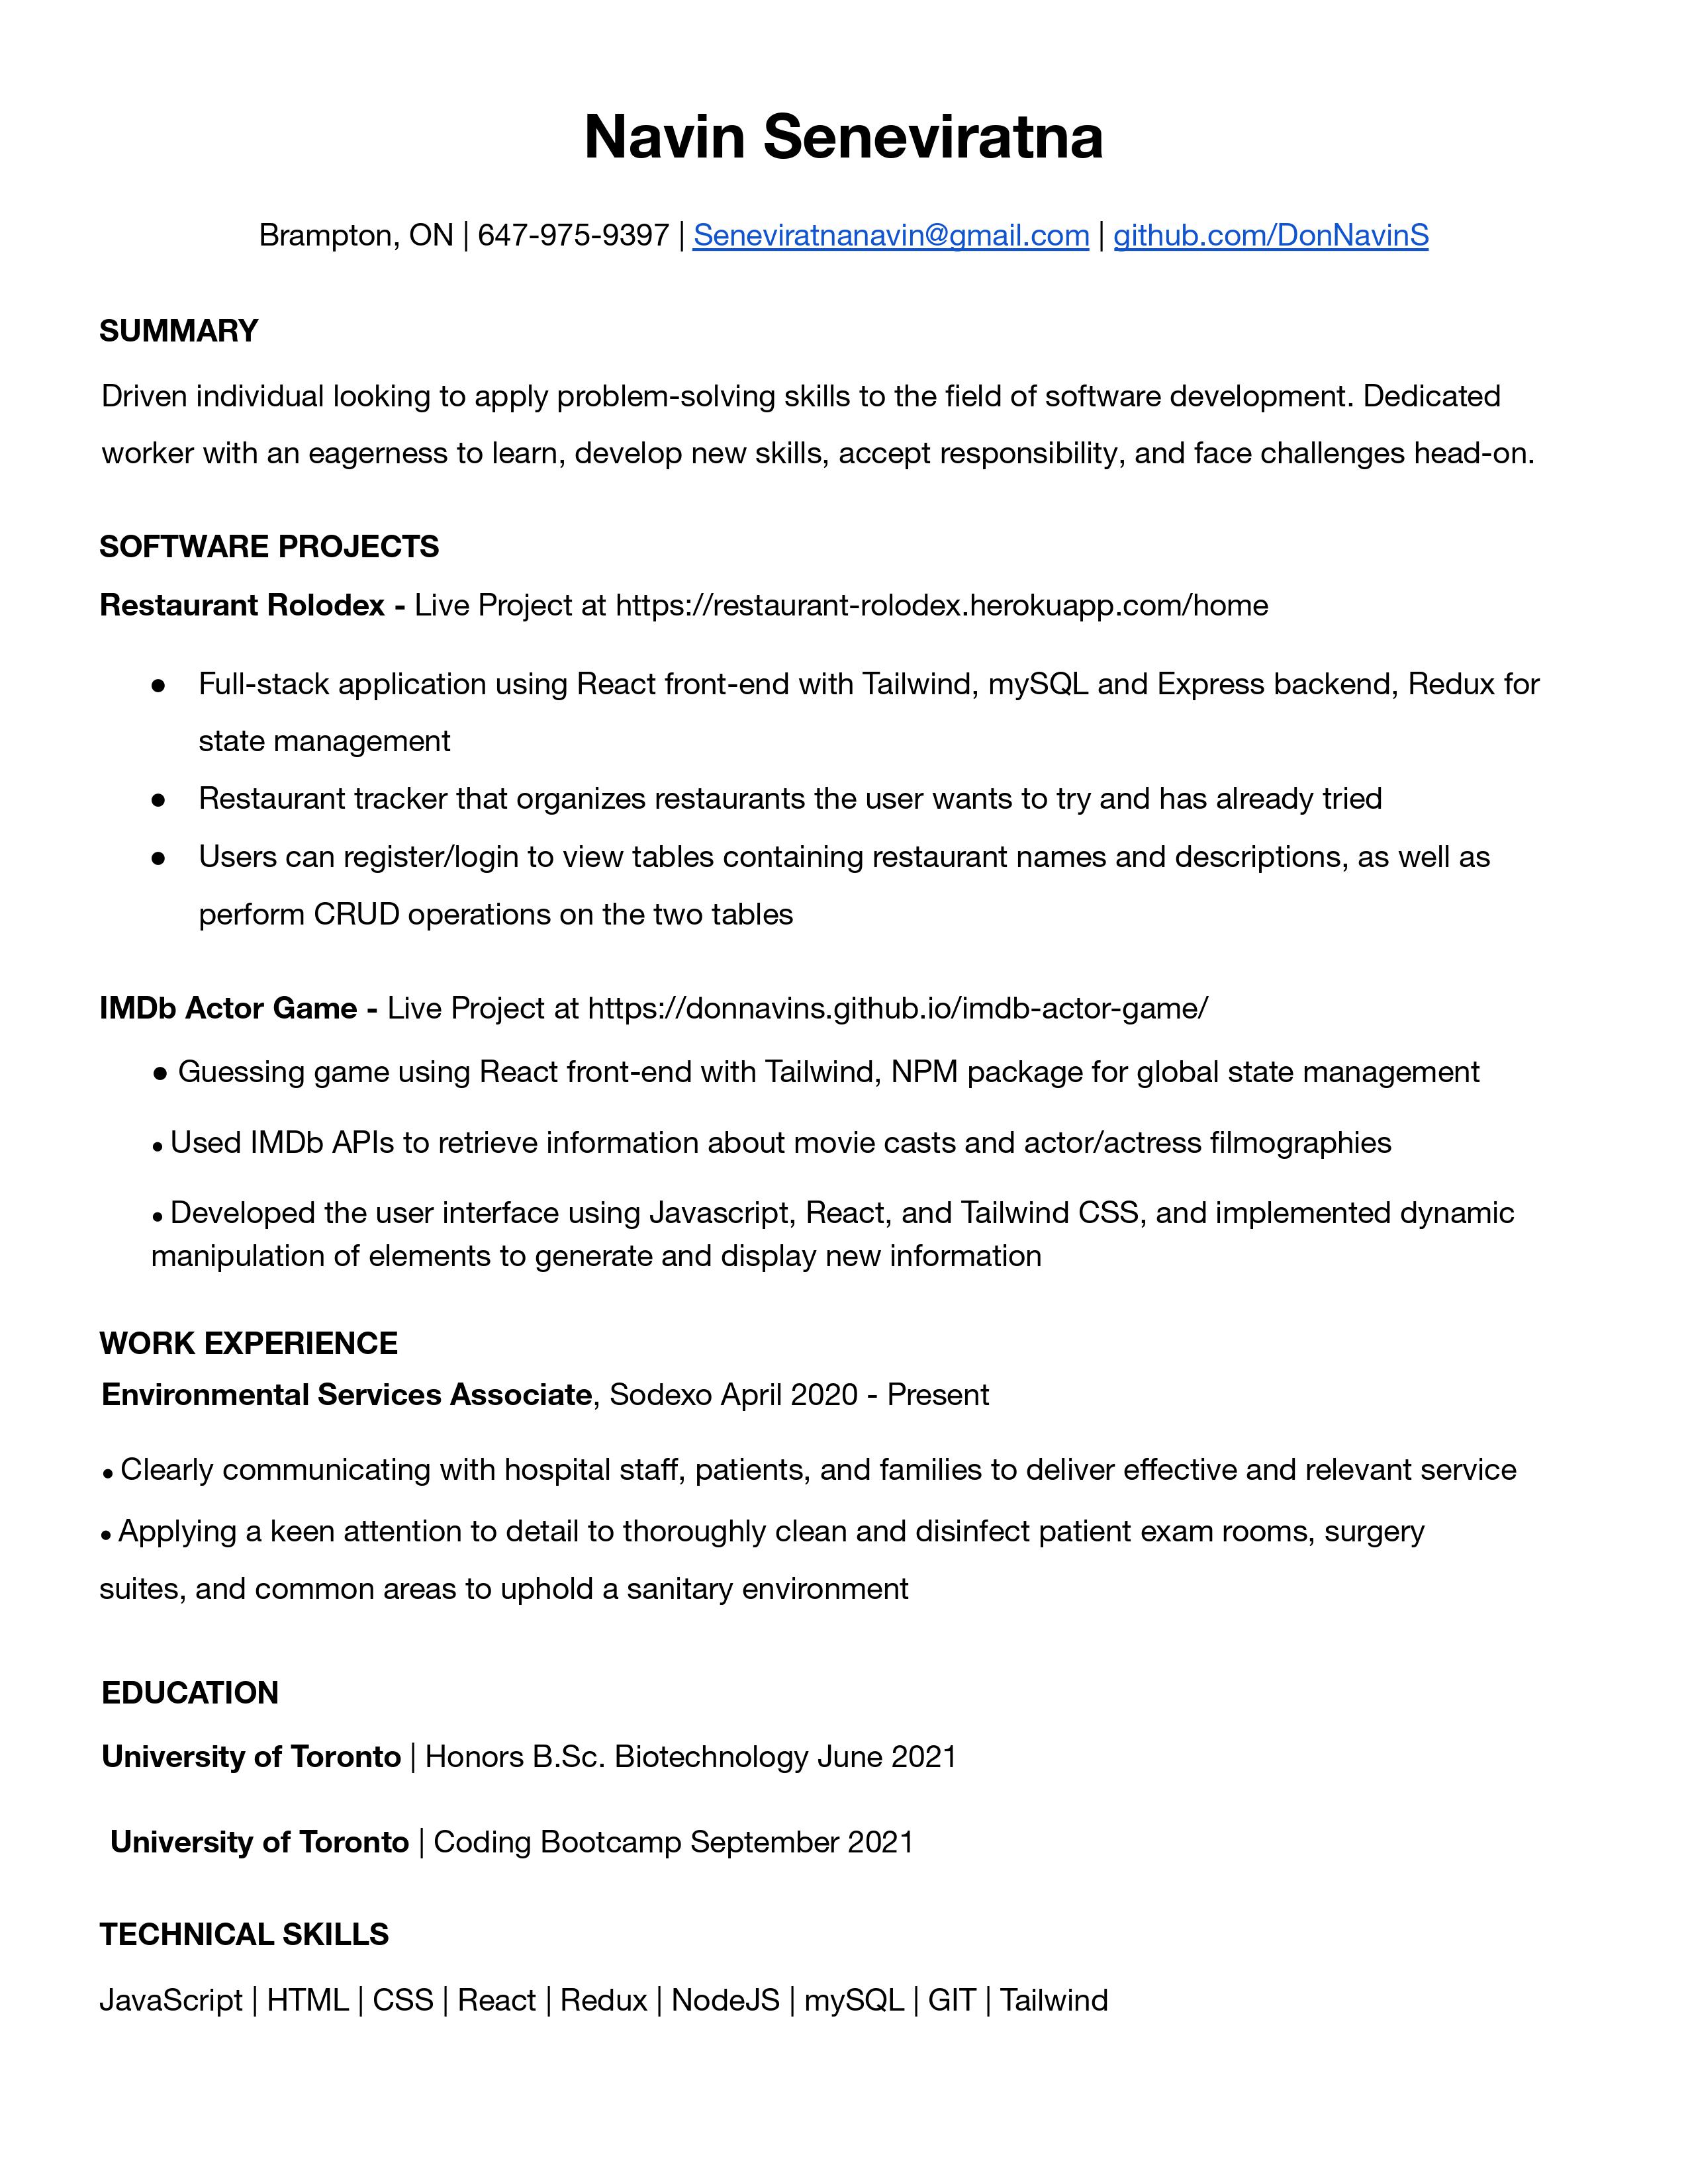 Navin Seneviratna
Brampton, ON | 647-975-9397 | Seneviratnanavin@gmail.com | github.com/DonNavinS
SUMMARY
Driven individual looking to apply problem-solving skills to the field of software development. Dedicated
worker with an eagerness to learn, develop new skills, accept responsibility, and face challenges head-on.
SOFTWARE PROJECTS
Restaurant Rolodex - Live Project at https://restaurant-rolodex.herokuapp.com/home
● Full-stack application using React front-end with Tailwind, mySQL and Express backend, Redux for
state management
● Restaurant tracker that organizes restaurants the user wants to try and has already tried
● Users can register/login to view tables containing restaurant names and descriptions, as well as
perform CRUD operations on the two tables
IMDb Actor Game - Live Project at https://donnavins.github.io/imdb-actor-game/
● Guessing game using React front-end with Tailwind, NPM package for global state management
● Used IMDb APIs to retrieve information about movie casts and actor/actress filmographies
● Developed the user interface using Javascript, React, and Tailwind CSS, and implemented dynamic
manipulation of elements to generate and display new information
WORK EXPERIENCE
Environmental Services Associate, Sodexo April 2020 - Present
● Clearly communicating with hospital staff, patients, and families to deliver effective and relevant service
● Applying a keen attention to detail to thoroughly clean and disinfect patient exam rooms, surgery
suites, and common areas to uphold a sanitary environment
EDUCATION
University of Toronto | Honors B.Sc. Biotechnology June 2021
University of Toronto | Coding Bootcamp September 2021
TECHNICAL SKILLS
JavaScript | HTML | CSS | React | Redux | NodeJS | mySQL | GIT | Tailwind